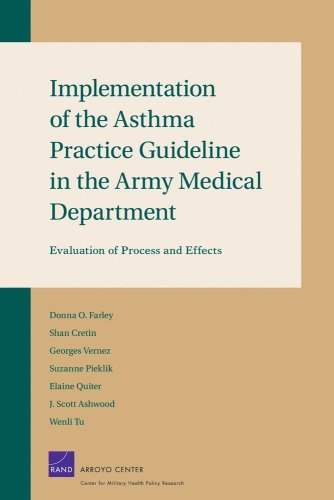 Implementation
of the Asthma
Practice Guideline
in the Army Medical
Department
Evaluation of Process and Effects
Donna O. Farley
Shan Cretin
Georges Vernez
Suzanne Pieklik
Elaine Quiter
J. Scott Ashwood
Wenli Tu
RAND
ARROYO CENTER
Center for Military Health Policy Research